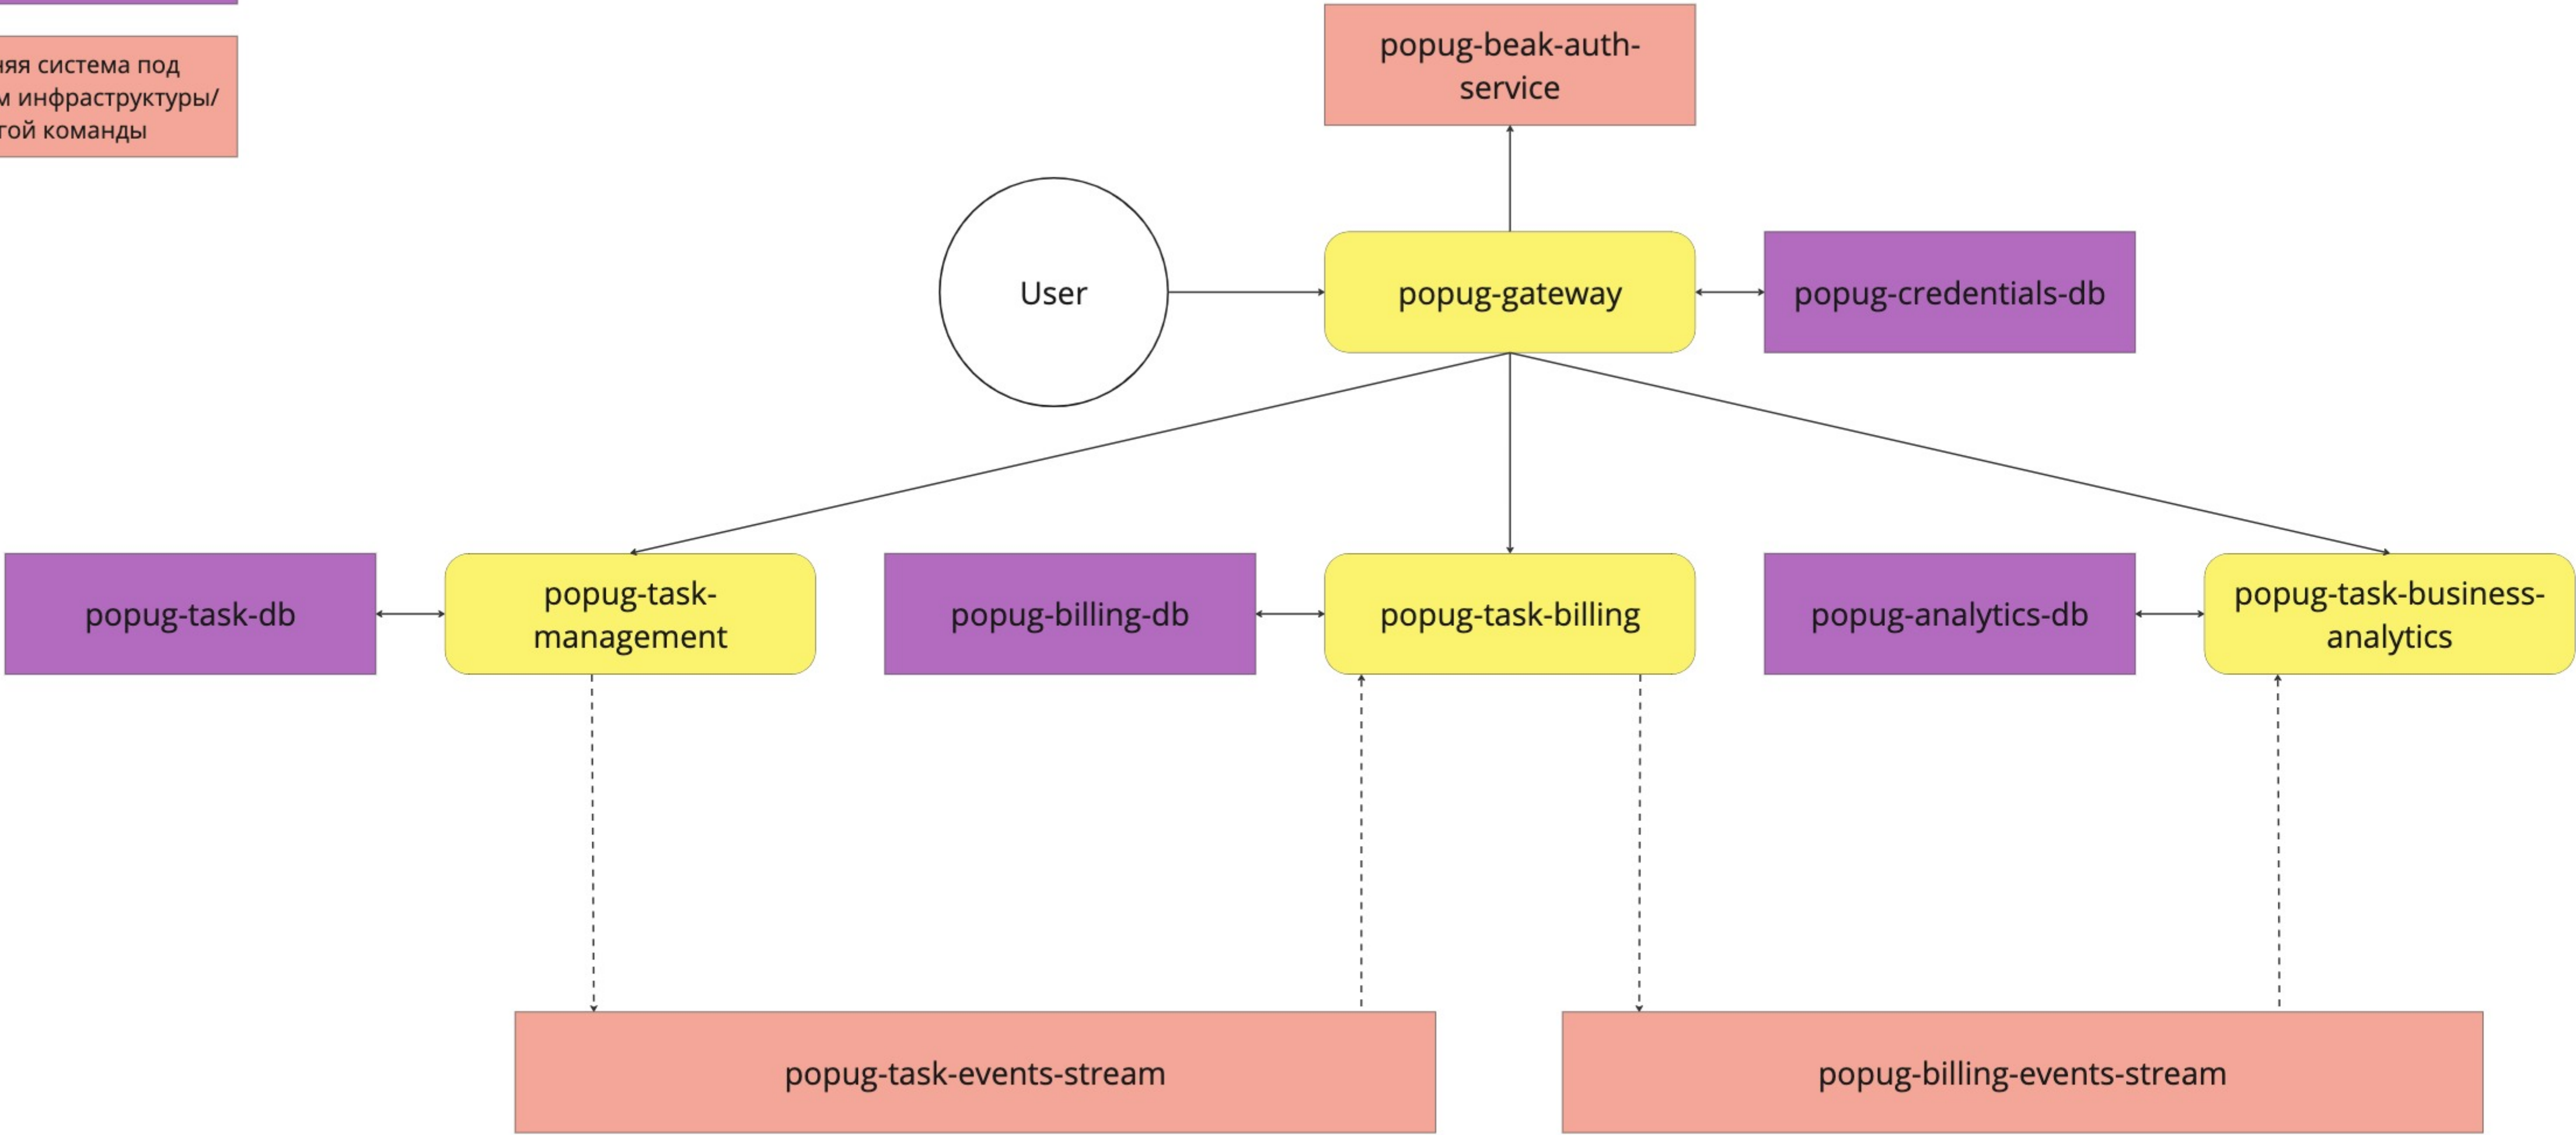 система под
инфраструктуры/
команды
popug-beak-auth-
service
User
popug-gateway
popug-credentials-db
popug-task-db
popug-task-
management
popug-billing-db
popug-task-billing
popug-analytics-db
popug-task-business-
analytics
popug-task-events-stream
popug-billing-events-stream